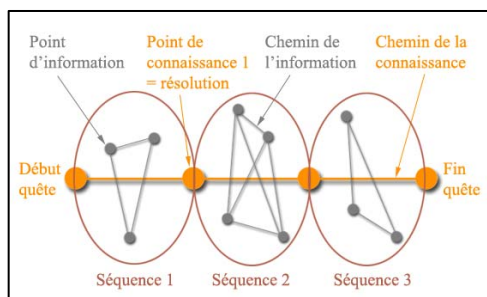 Point
d'information
Point de
connaissance 1
= résolution
Chemin de
l'information
Chemin de la
connaissance
Début
quête
Fin
quête
Séquence 1
Séquence 2
Séquence 3